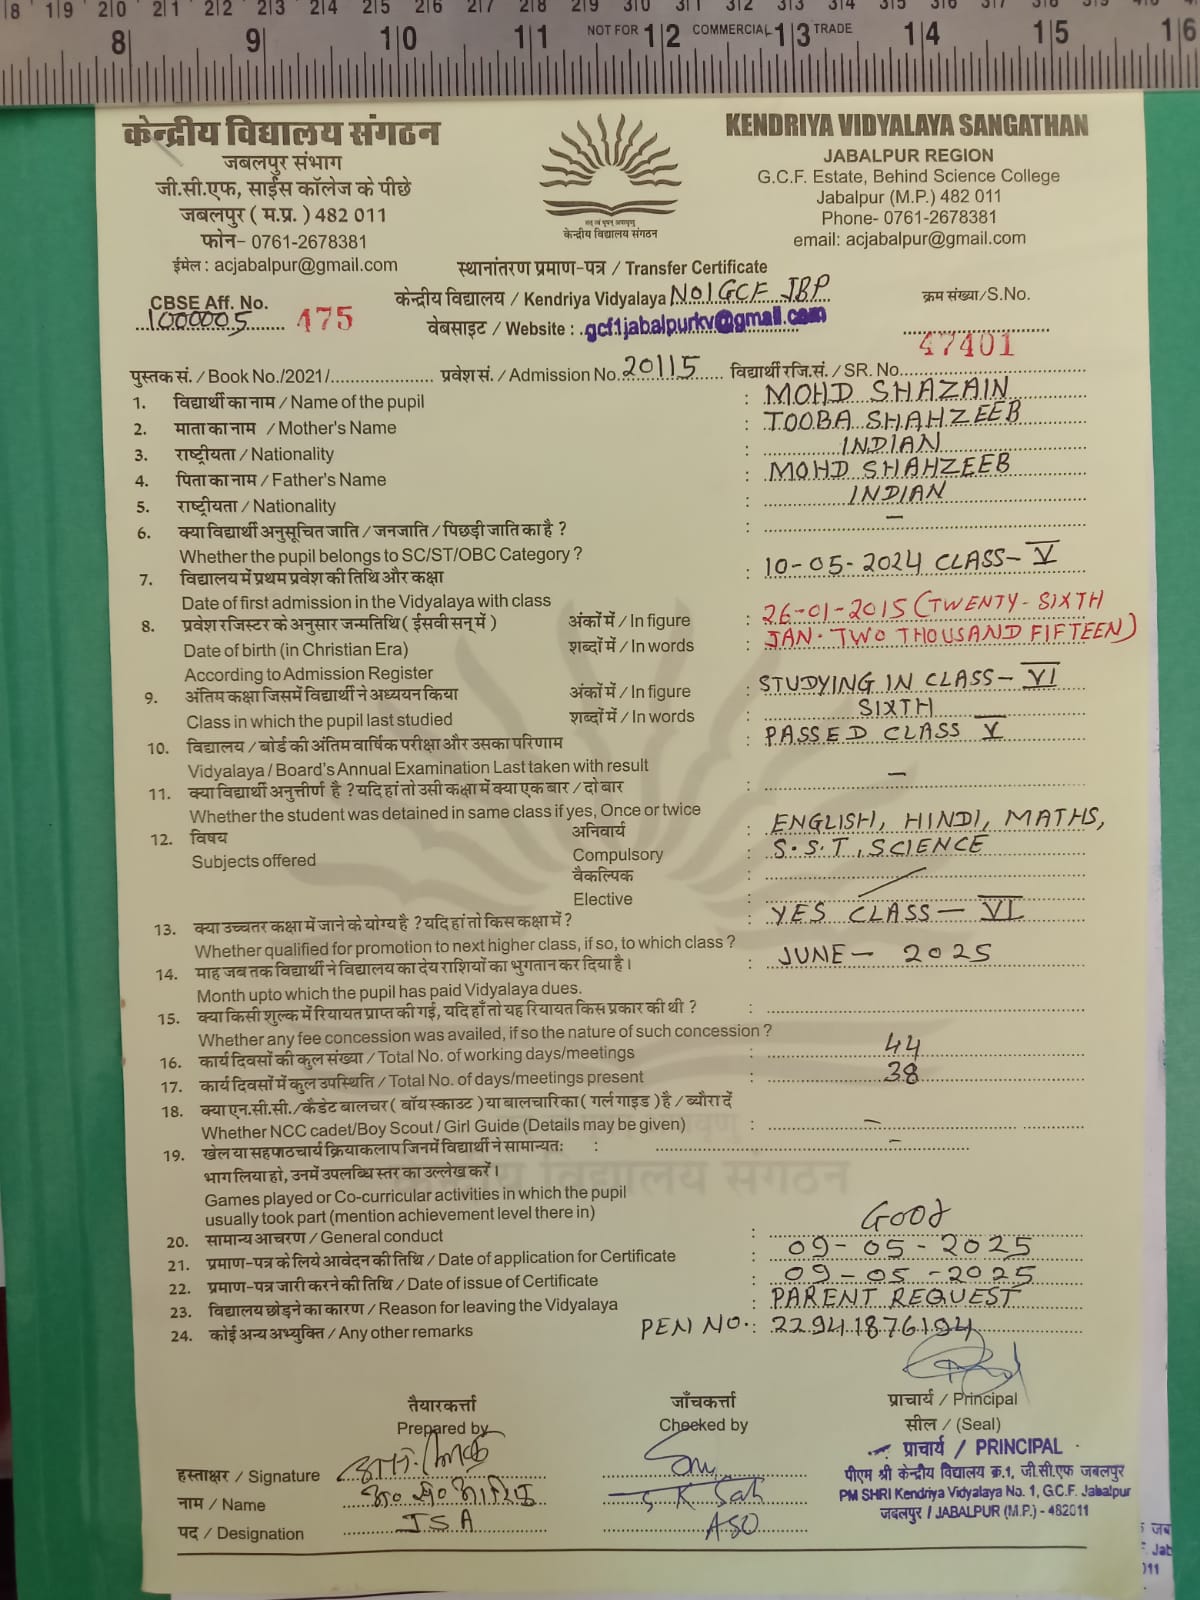 NOT FOR COMMERCIAL TRADE
8 9 10 11 12 13 14 15 16
केन्द्रीय विद्यालय संगठन
जबलपुर संभाग
जी.सी.एफ, साईंस कॉलेज के पीछे
जबलपुर ( म.प्र. ) 482 011
फोन- 0761-2678381
ईमेल : acjabalpur@gmail.com
केन्द्रीय विद्यालय संगठन
KENDRIYA VIDYALAYA SANGATHAN
JABALPUR REGION
G.C.F. Estate, Behind Science College
Jabalpur (M.P.) 482 011
Phone- 0761-2678381
email: acjabalpur@gmail.com
स्थानांतरण प्रमाण-पत्र / Transfer Certificate
CBSE Aff. No. 1000005 475
केन्द्रीय विद्यालय / Kendriya Vidyalaya NO1GCF JBP
क्रम संख्या/S.No. 47401
वेबसाइट / Website : gcf1jabalpurkv@gmail.com
पुस्तक सं. / Book No./2021/ प्रवेश सं. / Admission No. 20115 विद्यार्थी रजि.सं. / SR. No.
1. विद्यार्थी का नाम / Name of the pupil : MOHD SHAZAIN
2. माता का नाम / Mother's Name : TOOBA SHAHZEEB
3. राष्ट्रीयता / Nationality : INDIAN
4. पिता का नाम / Father's Name : MOHD SHAHZEEB
5. राष्ट्रीयता / Nationality : INDIAN
6. क्या विद्यार्थी अनुसूचित जाति / जनजाति / पिछड़ी जाति का है ? : –
Whether the pupil belongs to SC/ST/OBC Category ?
7. विद्यालय में प्रथम प्रवेश की तिथि और कक्षा : 10-05-2024 CLASS-V
Date of first admission in the Vidyalaya with class
8. प्रवेश रजिस्टर के अनुसार जन्मतिथि ( ईसवी सन् में ) अंकों में / In figure : 26-01-2015 (TWENTY-SIXTH
Date of birth (in Christian Era) शब्दों में / In words : JAN. TWO THOUSAND FIFTEEN)
According to Admission Register
9. अंतिम कक्षा जिसमें विद्यार्थी ने अध्ययन किया अंकों में / In figure : STUDYING IN CLASS-VI
Class in which the pupil last studied शब्दों में / In words : SIXTH
10. विद्यालय / बोर्ड की अंतिम वार्षिक परीक्षा और उसका परिणाम : PASSED CLASS V
Vidyalaya / Board's Annual Examination Last taken with result
11. क्या विद्यार्थी अनुत्तीर्ण है ? यदि हां तो उसी कक्षा में क्या एक बार / दो बार : –
Whether the student was detained in same class if yes, Once or twice
12. विषय अनिवार्य : ENGLISH, HINDI, MATHS,
Subjects offered Compulsory : S.S.T, SCIENCE
वैकल्पिक :
Elective :
13. क्या उच्चतर कक्षा में जाने के योग्य है ? यदि हां तो किस कक्षा में ? : YES CLASS – VI
Whether qualified for promotion to next higher class, if so, to which class ?
14. माह जब तक विद्यार्थी ने विद्यालय का देय राशियों का भुगतान कर दिया है। : JUNE – 2025
Month upto which the pupil has paid Vidyalaya dues.
15. क्या किसी शुल्क में रियायत प्राप्त की गई, यदि हाँ तो यह रियायत किस प्रकार की थी ? :
Whether any fee concession was availed, if so the nature of such concession ?
16. कार्य दिवसों की कुल संख्या / Total No. of working days/meetings : 44
17. कार्य दिवसों में कुल उपस्थिति / Total No. of days/meetings present : 38
18. क्या एन.सी.सी./कैडेट बालचर ( बॉय स्काउट ) या बालचारिका ( गर्ल गाइड ) है / ब्यौरा दें
Whether NCC cadet/Boy Scout / Girl Guide (Details may be given) : –
19. खेल या सहपाठचार्य क्रियाकलाप जिनमें विद्यार्थी ने सामान्यतः : –
भाग लिया हो, उनमें उपलब्धि स्तर का उल्लेख करें।
Games played or Co-curricular activities in which the pupil
usually took part (mention achievement level there in)
20. सामान्य आचरण / General conduct : Good
21. प्रमाण-पत्र के लिये आवेदन की तिथि / Date of application for Certificate : 09-05-2025
22. प्रमाण-पत्र जारी करने की तिथि / Date of issue of Certificate : 09-05-2025
23. विद्यालय छोड़ने का कारण / Reason for leaving the Vidyalaya : PARENT REQUEST
24. कोई अन्य अभ्युक्ति / Any other remarks PEN NO.: 22941876194
तैयारकर्त्ता जाँचकर्त्ता प्राचार्य / Principal
Prepared by Cheeked by सील / (Seal)
प्राचार्य / PRINCIPAL
पीएम श्री केन्द्रीय विद्यालय क्र.1, जी.सी.एफ जबलपुर
PM SHRI Kendriya Vidyalaya No. 1, G.C.F. Jabalpur
जबलपुर / JABALPUR (M.P.) - 482011
हस्ताक्षर / Signature
नाम / Name S K Sah
पद / Designation JSA ASO